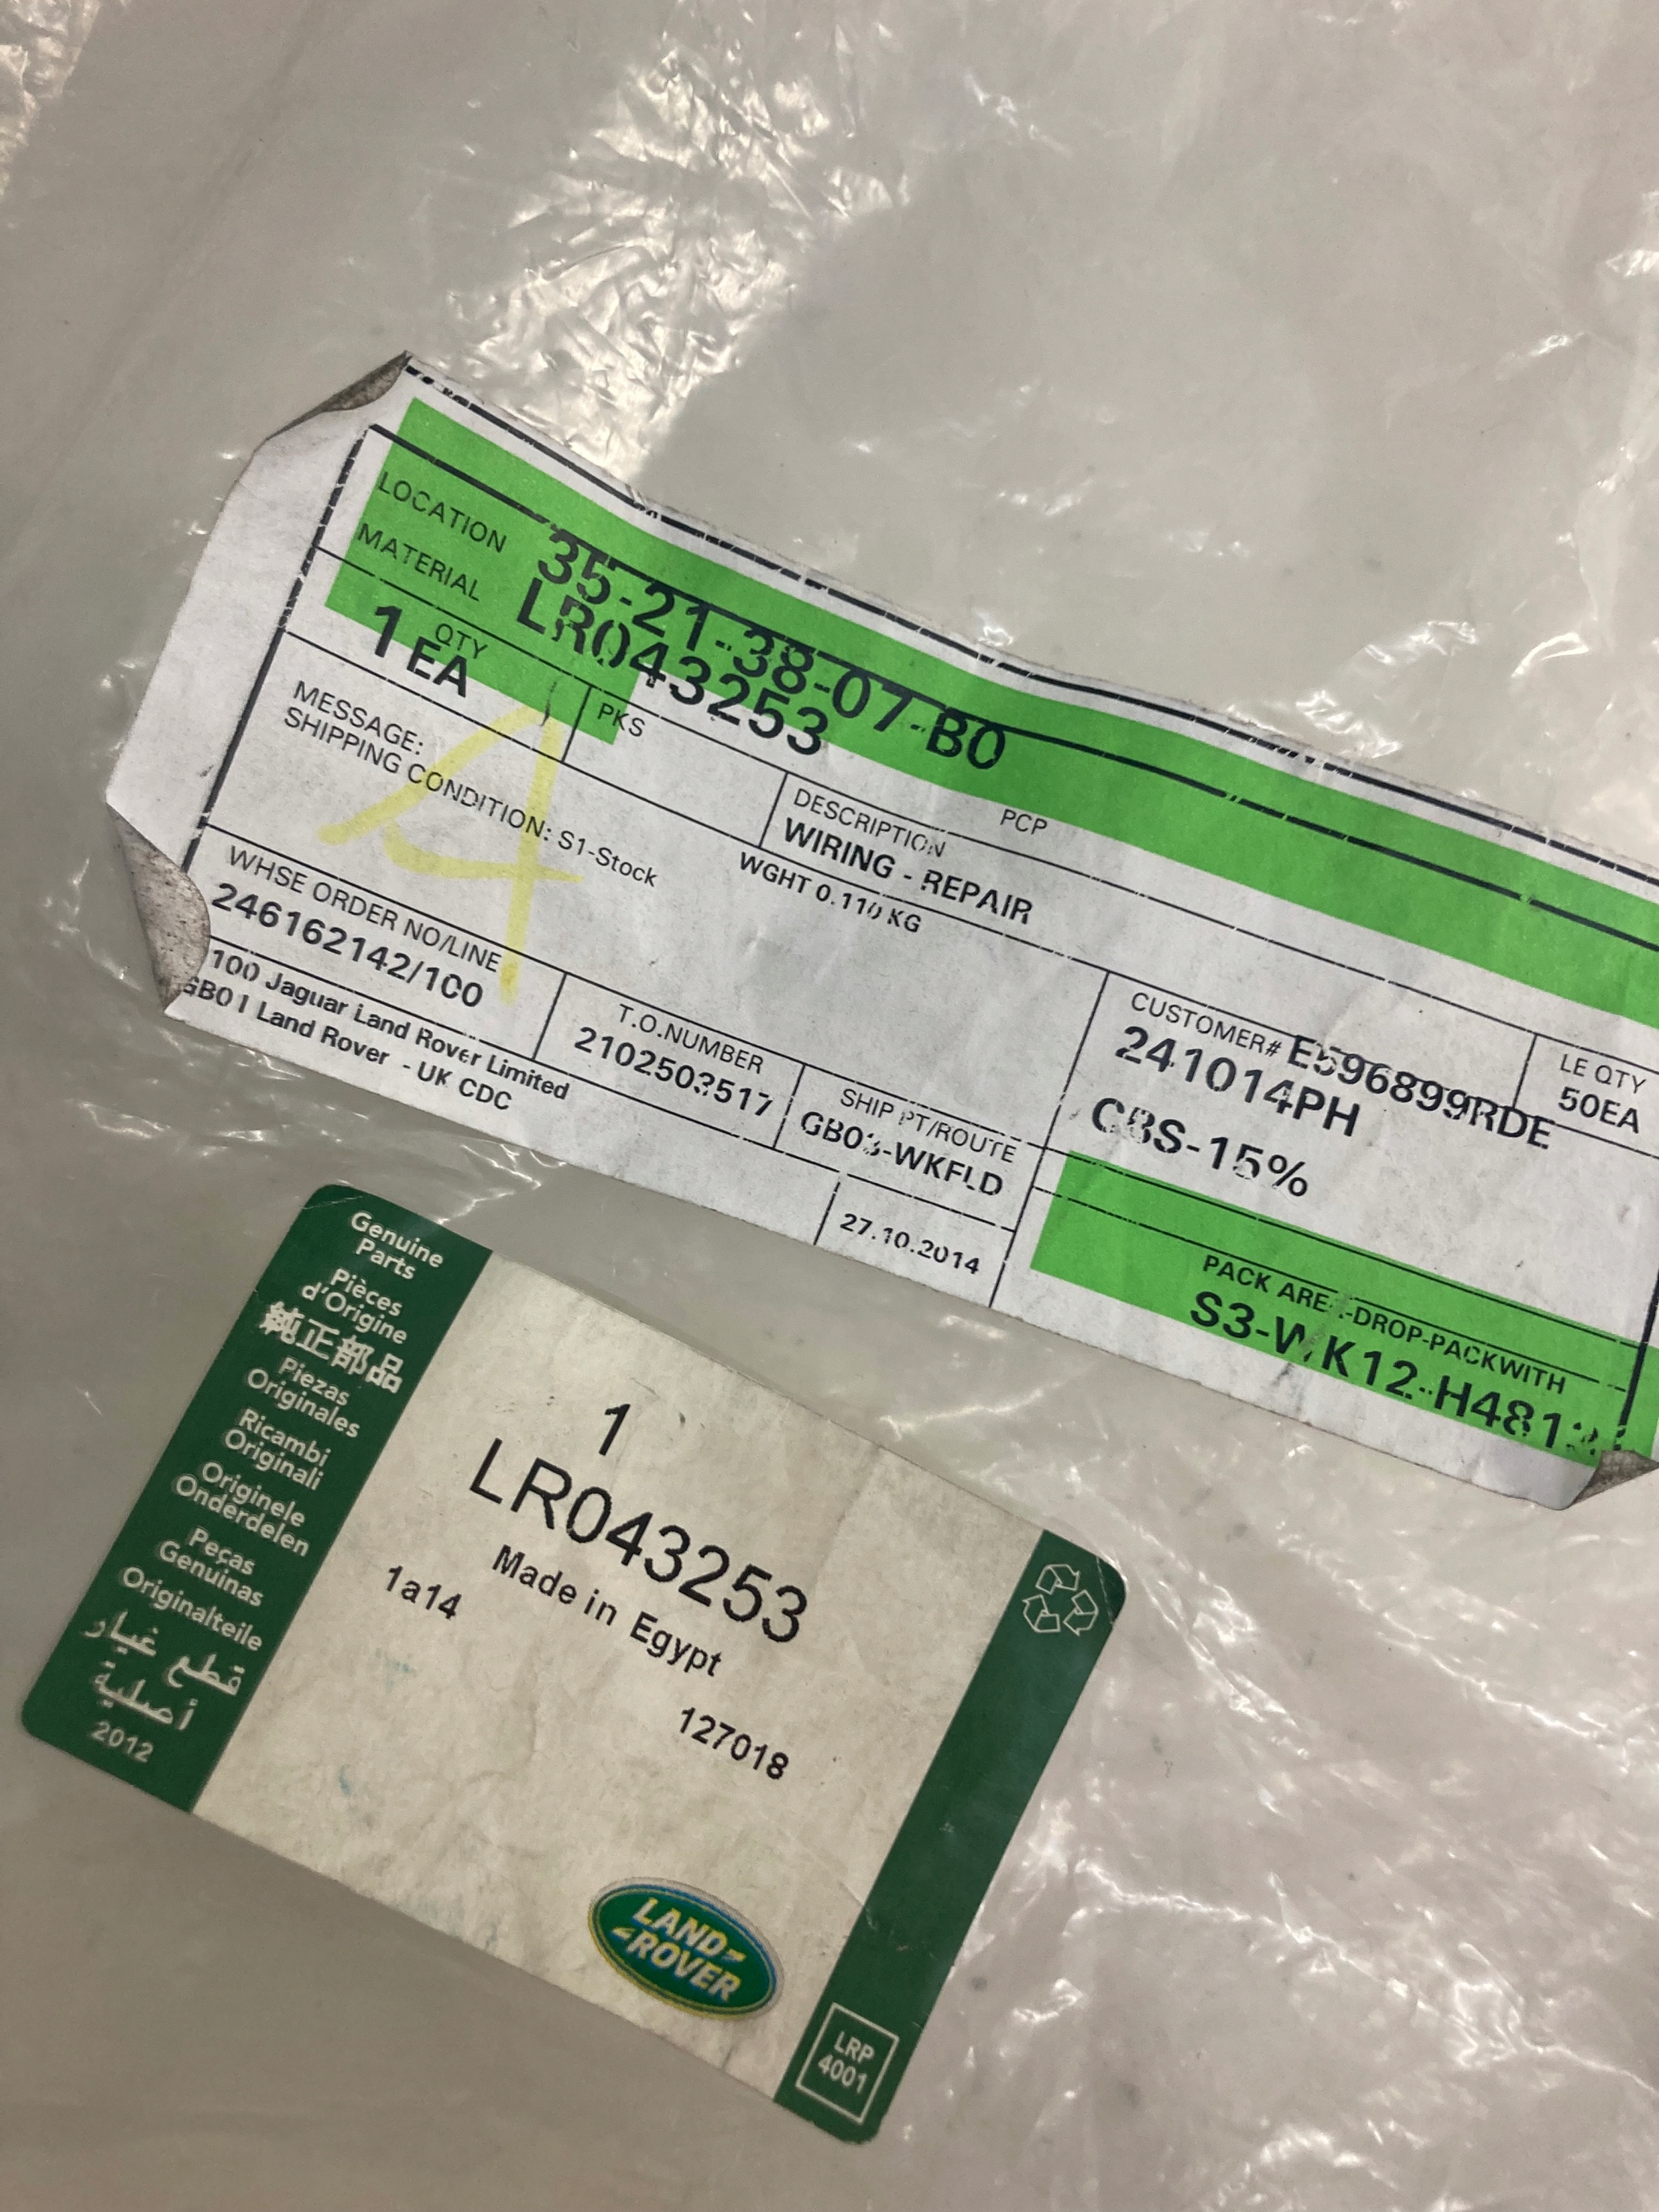 LOCATION 35-21-38-07-B0
MATERIAL LR043253
QTY
1 EA
PKS
PCP
DESCRIPTION
WIRING - REPAIR
LE QTY
50EA
MESSAGE:
SHIPPING CONDITION: S1-Stock
WGHT 0.110 KG
CUSTOMER# E596899RDE
241014PH
-15%
WHSE ORDER NO/LINE
246162142/100
T.O.NUMBER
2102503517
SHIP PT/ROUTE
GB03-WKFLD
100 Jaguar Land Rover Limited
GB01 Land Rover - UK CDC
27.10.2014
PACK AREA-DROP-PACKWITH
A
Genuine
Parts
Pièces
d'Origine
純正部品
Piezas
Originales
Ricambi
Originali
Originele
Onderdelen
Peças
Genuinas
Originalteile
قطع غيار
أصلية
2012
1
LR043253
Made in Egypt
1a14
127018
LAND-
-ROVER
LRP
4001